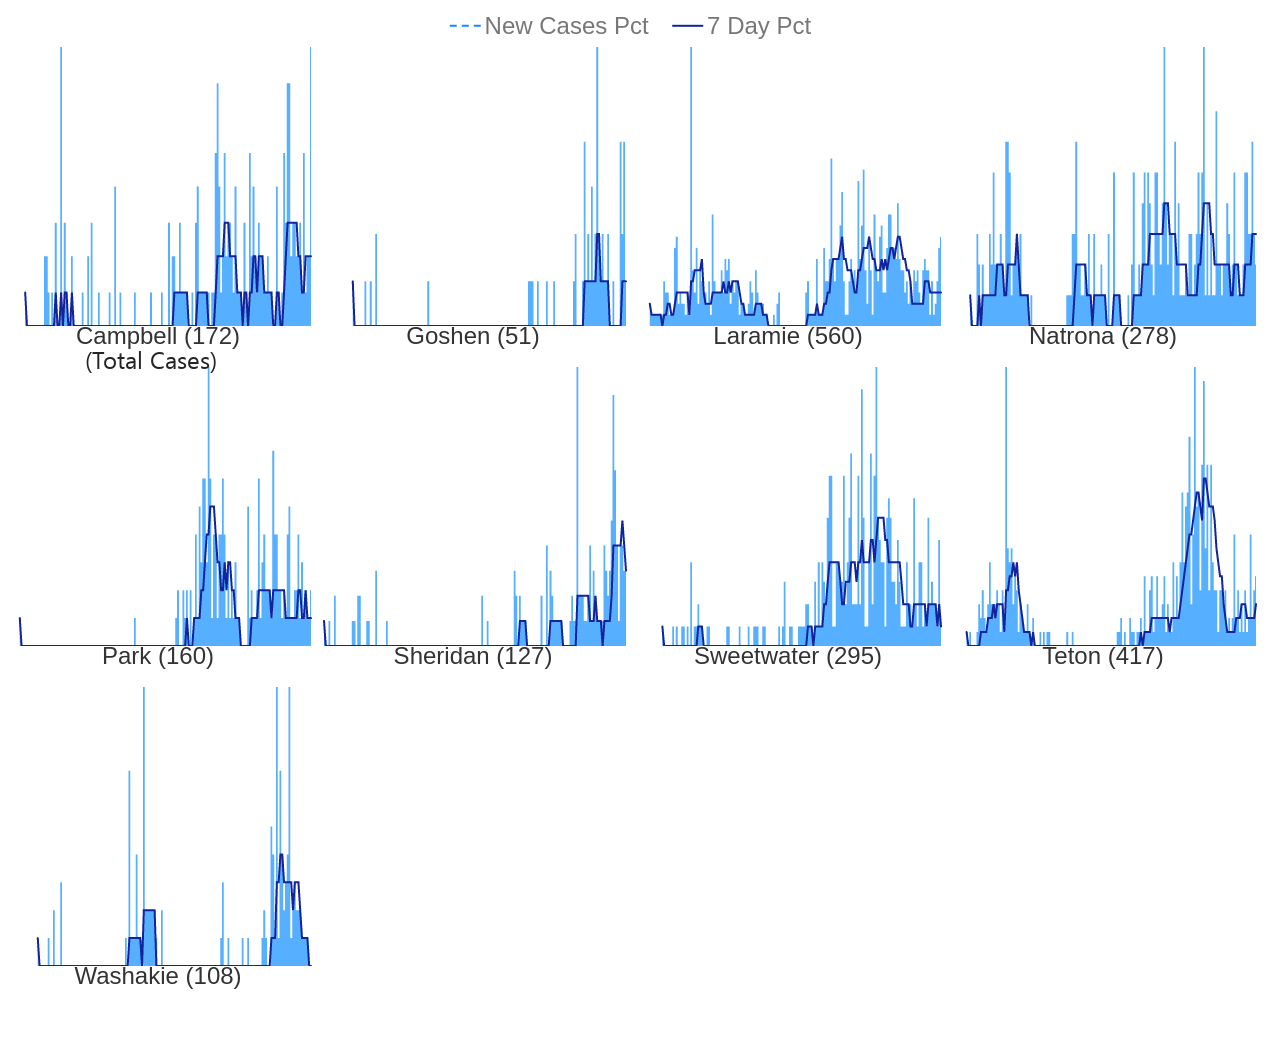 New Cases Pct 7 Day Pct
Campbell (172)
(Total Cases)
Goshen (51)
Laramie (560)
Natrona (278)
Park (160)
Sheridan (127)
Sweetwater (295)
Teton (417)
Washakie (108)